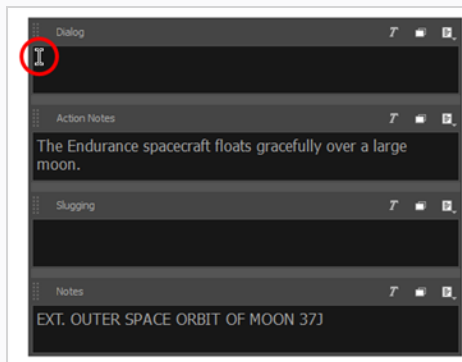 Dialog
Action Notes
The Endurance spacecraft floats gracefully over a large
moon.
Slugging
Notes
EXT. OUTER SPACE ORBIT OF MOON 37J